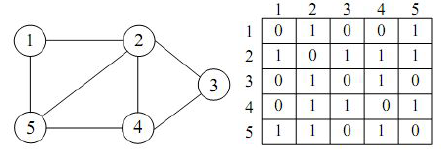 1
2
3
5
4
1 2 3 4 5
1 0 1 0 0 1
2 1 0 1 1 1
3 0 1 0 1 0
4 0 1 1 0 1
5 1 1 0 1 0